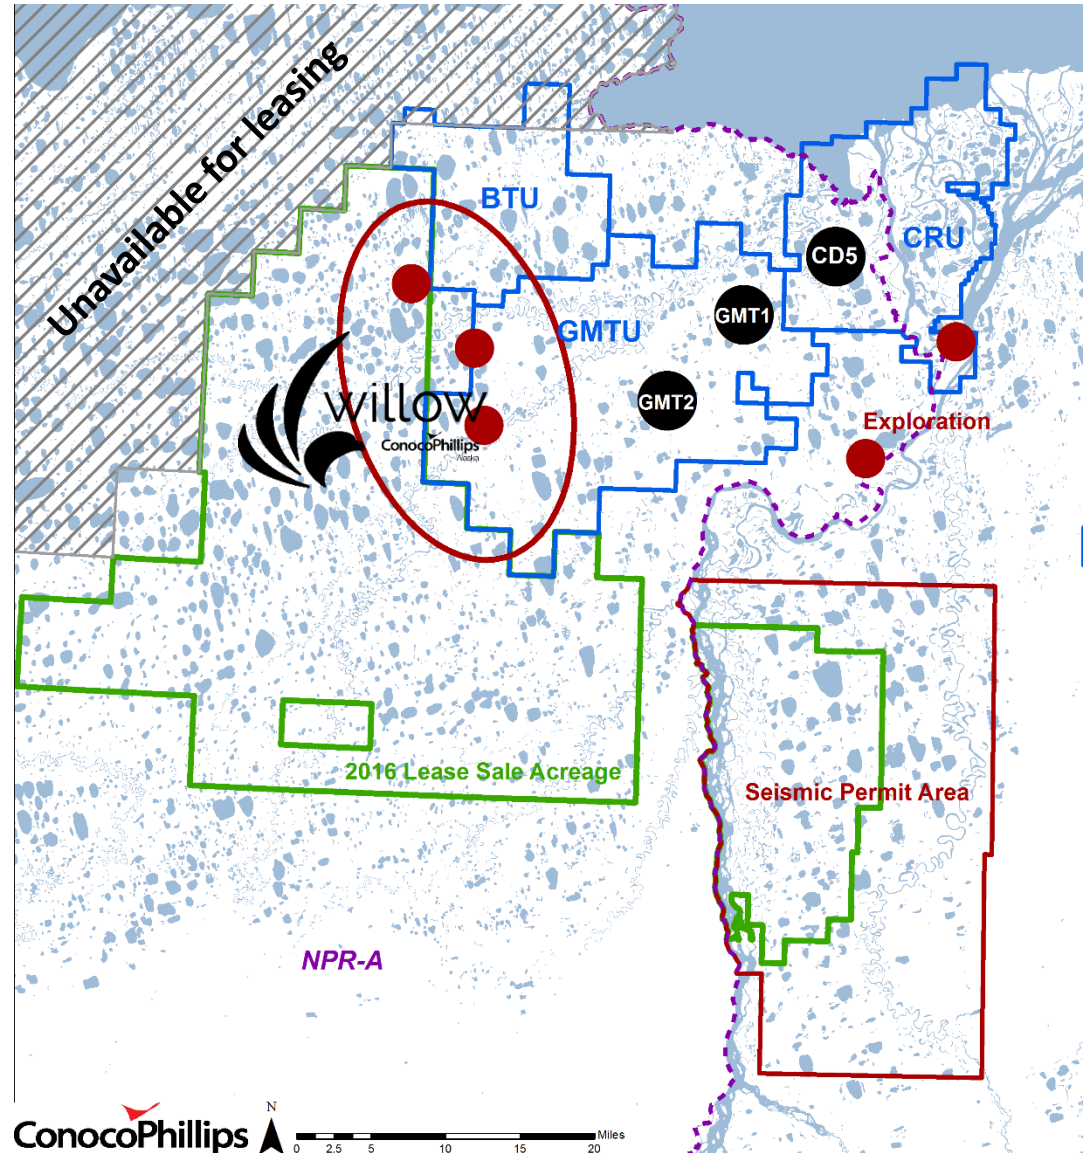 Unavailable for leasing
BTU
CRU
CD5
GMT1
GMTU
willow
ConocoPhillips
Alaska
GMT2
Exploration
2016 Lease Sale Acreage
Seismic Permit Area
NPR-A
ConocoPhillips
N
Miles
0 2.5 5 10 15 20